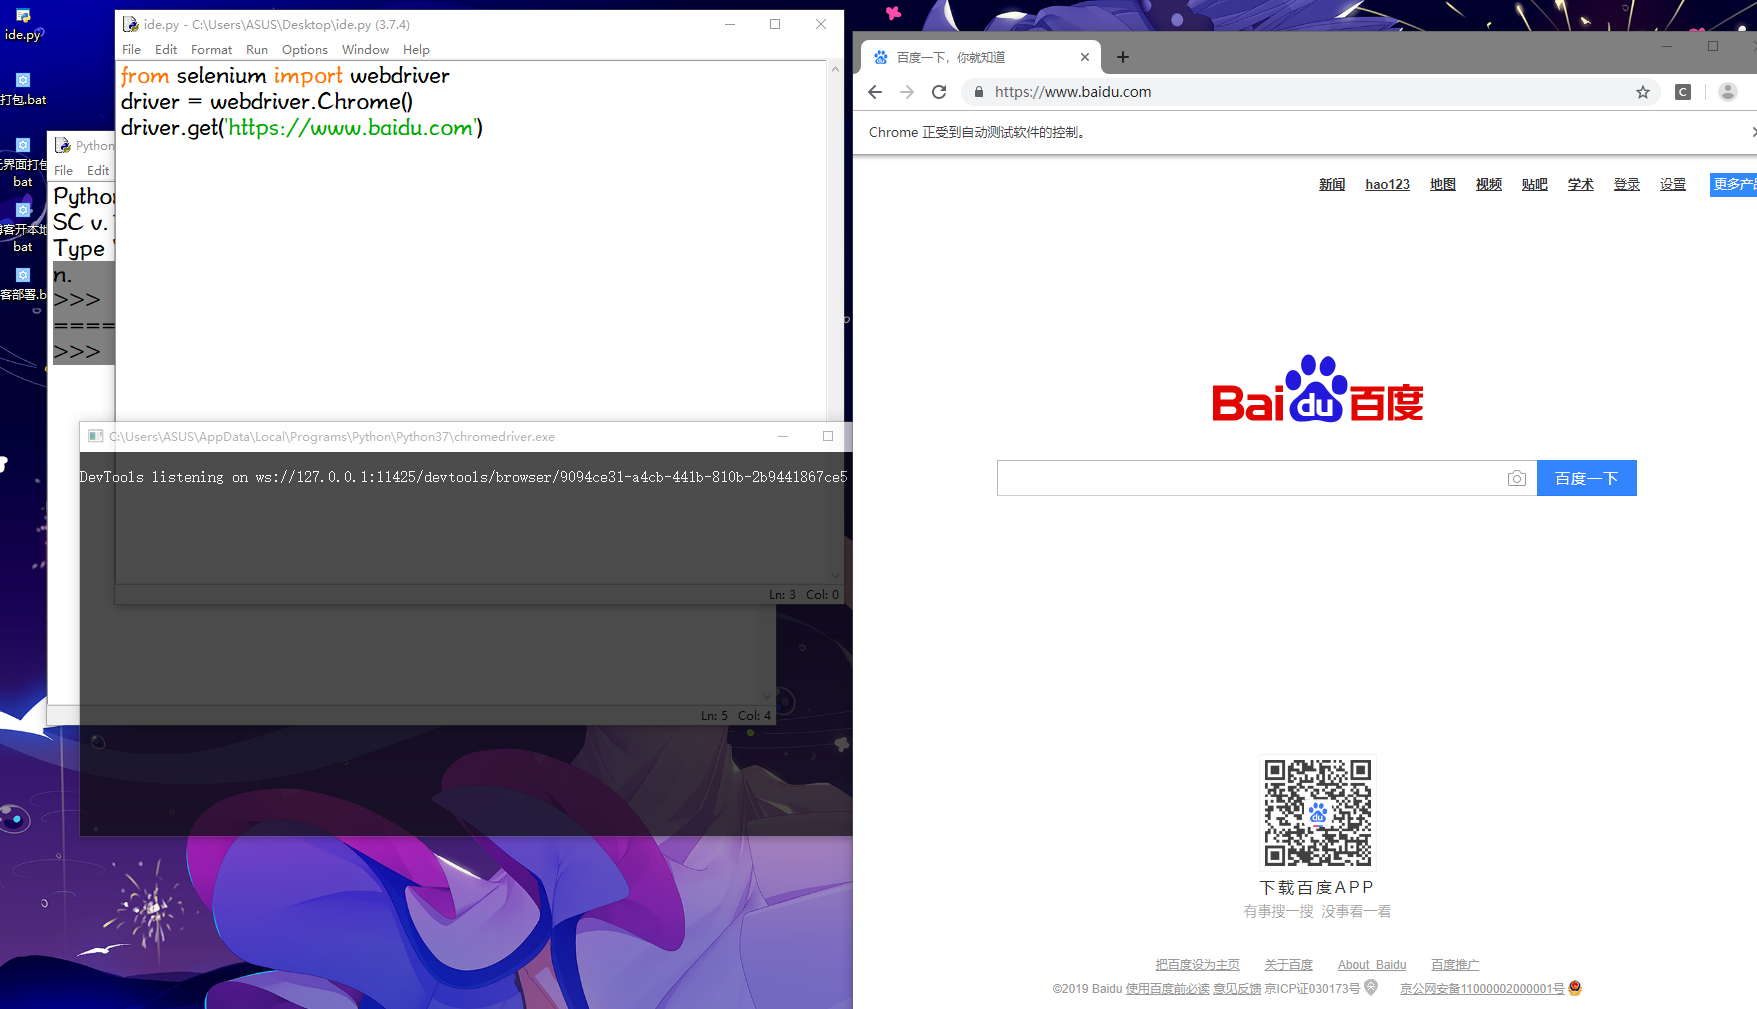 ide.py
打包.bat
无界面打包
bat
博客开本地
bat
客部署.b
ide.py - C:\Users\ASUS\Desktop\ide.py (3.7.4)
File Edit Format Run Options Window Help
from selenium import webdriver
driver = webdriver.Chrome()
driver.get('https://www.baidu.com')
Ln: 3 Col: 0
Python
File Edit
Python
SC v.
Type "
n.
>>>
====
>>>
Ln: 5 Col: 4
C:\Users\ASUS\AppData\Local\Programs\Python\Python37\chromedriver.exe
DevTools listening on ws://127.0.0.1:11425/devtools/browser/9094ce31-a4cb-441b-810b-2b9441867ce5
百度一下，你就知道
https://www.baidu.com
Chrome 正受到自动测试软件的控制。
新闻 hao123 地图 视频 贴吧 学术 登录 设置 更多产品
Bai du 百度
百度一下
du
下载百度APP
有事搜一搜 没事看一看
把百度设为主页 关于百度 About Baidu 百度推广
©2019 Baidu 使用百度前必读 意见反馈 京ICP证030173号 京公网安备11000002000001号